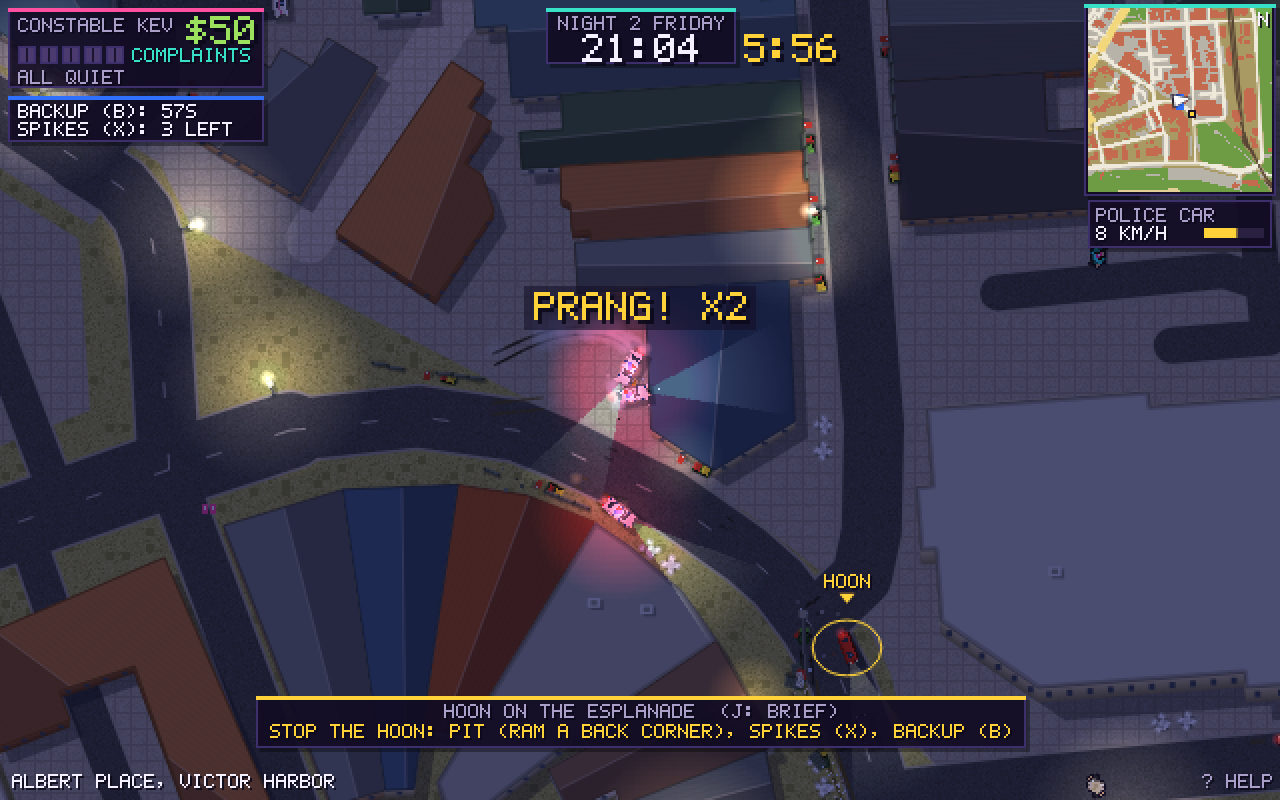 CONSTABLE KEV $50
COMPLAINTS
ALL QUIET
BACKUP (B): 57S
SPIKES (X): 3 LEFT
NIGHT 2 FRIDAY
21:04 5:56
N
POLICE CAR
8 KM/H
PRANG! X2
HOON
HOON ON THE ESPLANADE (J: BRIEF)
STOP THE HOON: PIT (RAM A BACK CORNER), SPIKES (X), BACKUP (B)
ALBERT PLACE, VICTOR HARBOR
? HELP